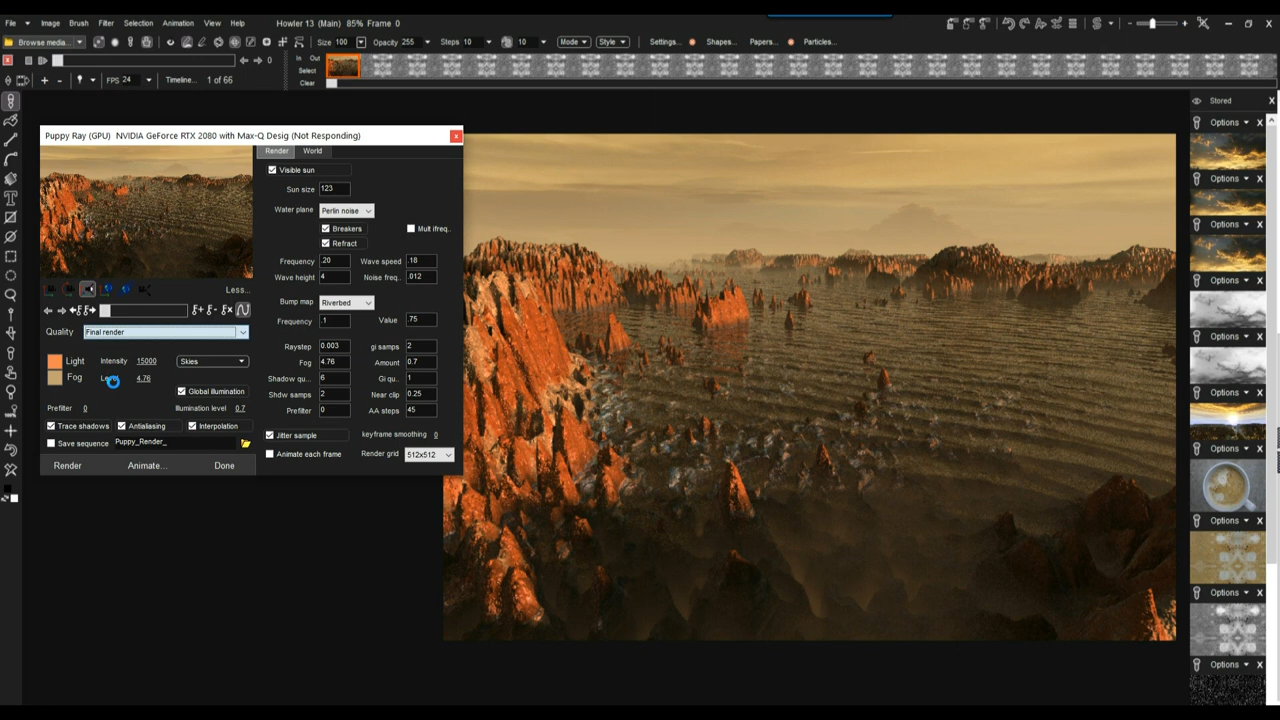 File Image Brush Filter Selection Animation View Help Howler 13 (Main) 85% Frame 0
Browse media... Size 100 Opacity 255 Steps 10 10 Mode Style Settings... Shapes... Papers... Particles...
0 In Out
Select
FPS 24 Timeline... 1 of 66 Clear
Stored X
Options X
Puppy Ray (GPU) NVIDIA GeForce RTX 2080 with Max-Q Desig (Not Responding) x
Render World
Visible sun
Sun size 123
Water plane Perlin noise
Breakers Mult ifreq..
Refract
Frequency .20 Wave speed .18
Wave height 4 Noise freq.. .012
Less...
Bump map Riverbed
Frequency .1 Value .75
Quality Final render
Raystep 0.003 gi samps 2
Light Intensity 15000 Skies
Fog 4.76 Amount 0.7
Fog 4.76
Shadow qu... 6 Gi qu.. 1
Global illumination
Shdw samps 2 Near clip 0.25
Prefilter 0 Illumination level 0.7
Prefilter 0 AA steps 45
Trace shadows Antialiasing Interpolation
Jitter sample keyframe smoothing 0
Save sequence Puppy_Render_
Animate each frame Render grid 512x512
Render Animate... Done
Options X
Options X
Options X
Options X
Options X
Options X
Options X
Options X
Options X
Options X